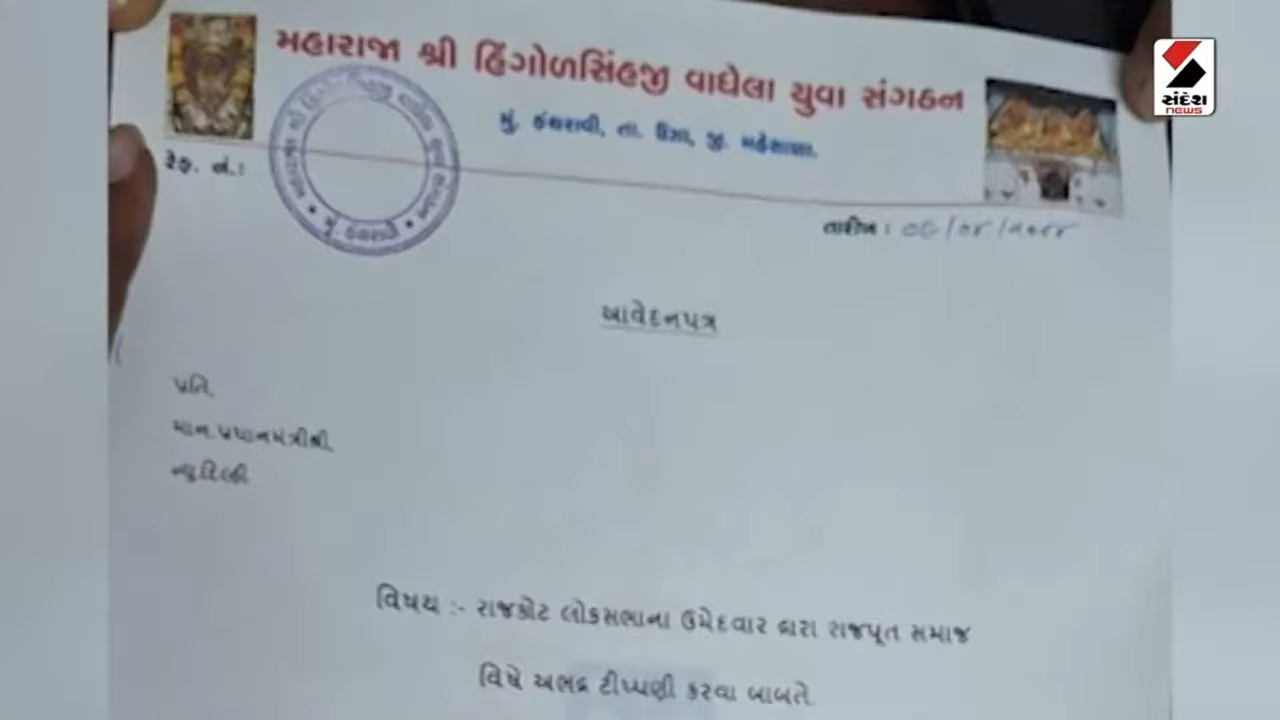 મહારાજા શ્રી હિંગોળસિંહજી વાઘેલા યુવા સંગઠન
સંદેશ
NEWS
મું. કંથરાવી, તા. ઉંઝા, જી. મહેસાણા.
રેફ. નં.:
મું. કંથરાવી
તારીખ :
આવેદનપત્ર
પ્રતિ,
માન.પ્રધાનમંત્રીશ્રી,
ન્યુ.દિલ્હી
વિષય :- રાજકોટ લોકસભાના ઉમેદવાર દ્વારા રાજપૂત સમાજ
વિષે અભદ્ર ટીપ્પણી કરવા બાબતે.